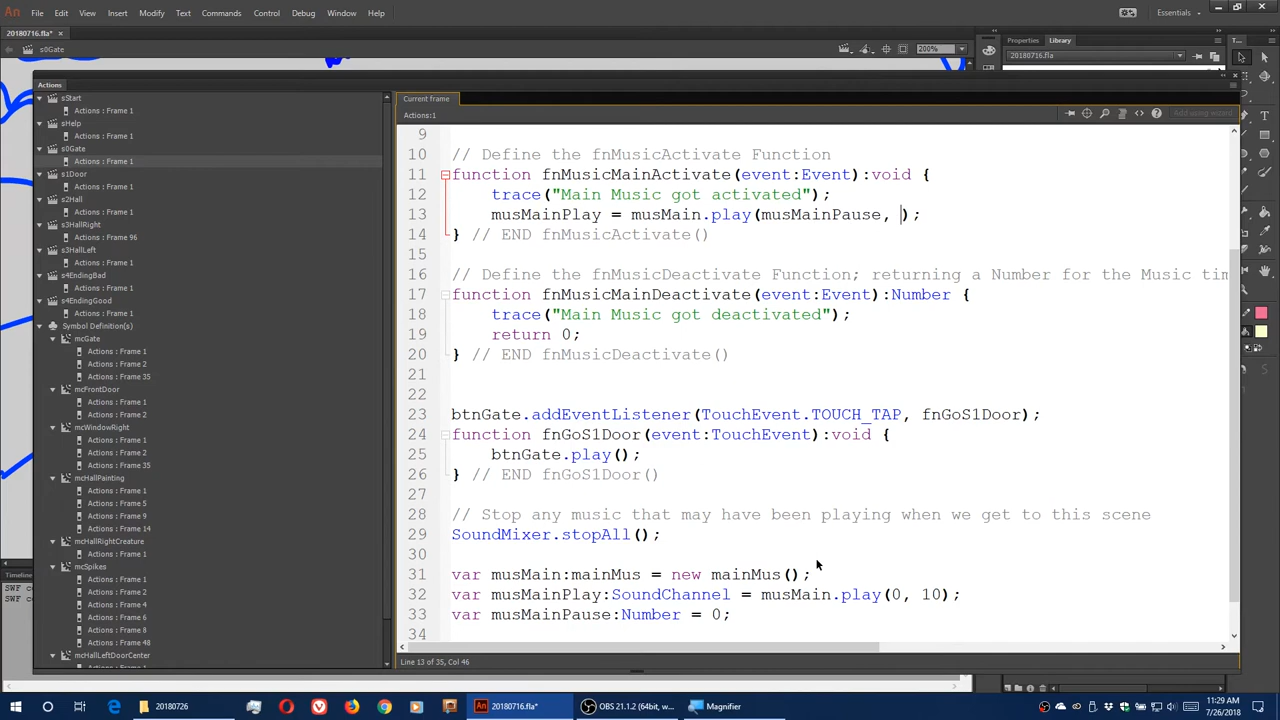 An File Edit View Insert Modify Text Commands Control Debug Window Help Essentials
20180716.fla*
s0Gate 200%
Properties Library
20180716.fla
Actions
sStart
Actions : Frame 1
sHelp
Actions : Frame 1
s0Gate
Actions : Frame 1
s1Door
Actions : Frame 1
s2Hall
Actions : Frame 1
s3HallRight
Actions : Frame 96
s3HallLeft
Actions : Frame 1
s4EndingBad
Actions : Frame 1
s4EndingGood
Actions : Frame 1
Symbol Definition(s)
mcGate
Actions : Frame 1
Actions : Frame 2
Actions : Frame 35
mcFrontDoor
Actions : Frame 1
Actions : Frame 2
mcWindowRight
Actions : Frame 1
Actions : Frame 2
Actions : Frame 35
mcHallPainting
Actions : Frame 1
Actions : Frame 5
Actions : Frame 9
Actions : Frame 14
mcHallRightCreature
Actions : Frame 1
mcSpikes
Actions : Frame 1
Actions : Frame 2
Actions : Frame 4
Actions : Frame 6
Actions : Frame 8
Actions : Frame 48
mcHallLeftDoorCenter
Actions : Frame 1
Current frame
Actions:1
Add using wizard
9
10 // Define the fnMusicActivate Function
11 function fnMusicMainActivate(event:Event):void {
12 trace("Main Music got activated");
13 musMainPlay = musMain.play(musMainPause, );
14 } // END fnMusicActivate()
15
16 // Define the fnMusicDeactivate Function; returning a Number for the Music tim
17 function fnMusicMainDeactivate(event:Event):Number {
18 trace("Main Music got deactivated");
19 return 0;
20 } // END fnMusicDeactivate()
21
22
23 btnGate.addEventListener(TouchEvent.TOUCH_TAP, fnGoS1Door);
24 function fnGoS1Door(event:TouchEvent):void {
25 btnGate.play();
26 } // END fnGoS1Door()
27
28 // Stop any music that may have been playing when we get to this scene
29 SoundMixer.stopAll();
30
31 var musMain:mainMus = new mainMus();
32 var musMainPlay:SoundChannel = musMain.play(0, 10);
33 var musMainPause:Number = 0;
34
Line 13 of 35, Col 46
Timeline
SWF co
SWF co
20180726 20180716.fla* OBS 21.1.2 (64bit, w... Magnifier
11:29 AM
7/26/2018